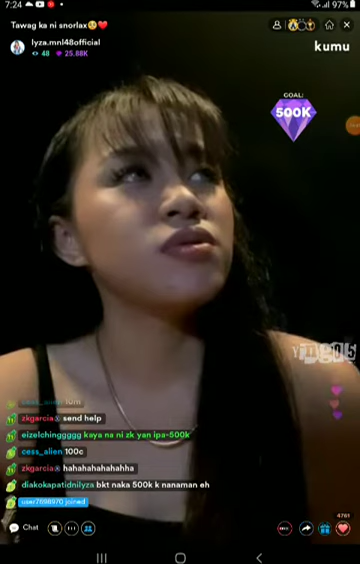 7:24
97%
Tawag ka ni snorlax🥺❤️
lyza.mnl48official
48 25.88K
kumu
GOAL:
500K
cess_alien
zkgarcia send help
eizelchinggggg kaya na ni zk yan ipa-500k
cess_alien 100c
zkgarcia hahahahahahahha
diakokapatidnilyza bkt naka 500k k nanaman eh
user7698970 joined
4761
Chat